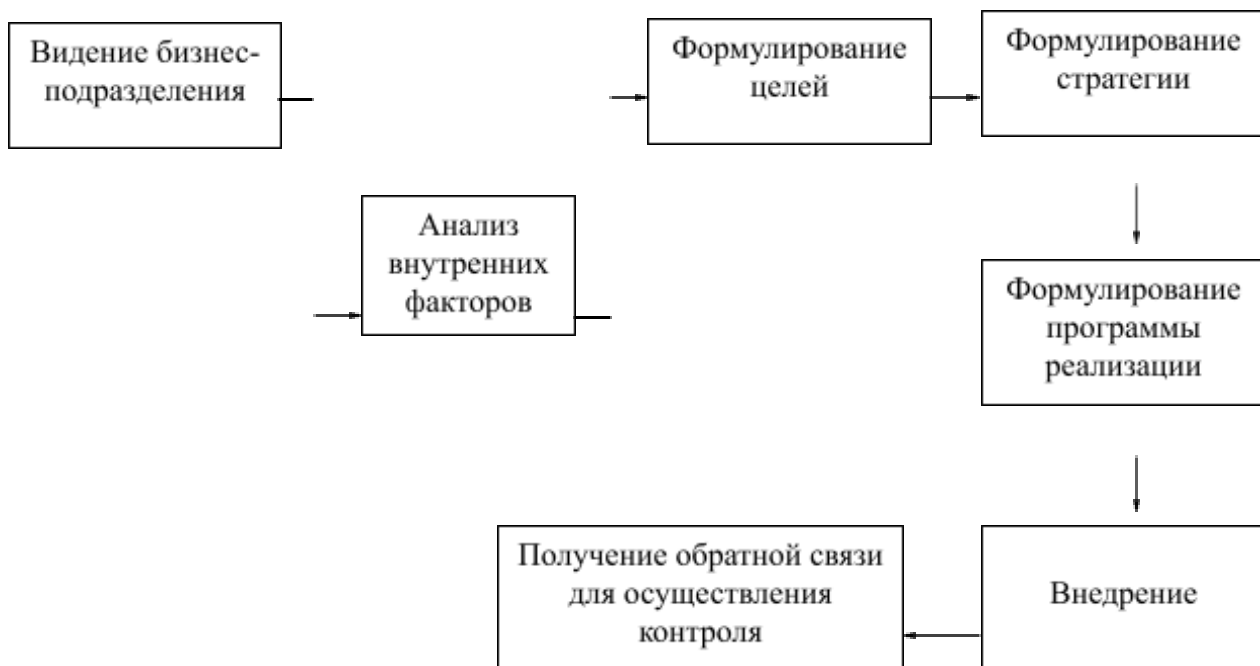 Видение бизнес-
подразделения
Формулирование
целей
Формулирование
стратегии
Анализ
внутренних
факторов
Формулирование
программы
реализации
Получение обратной связи
для осуществления
контроля
Внедрение